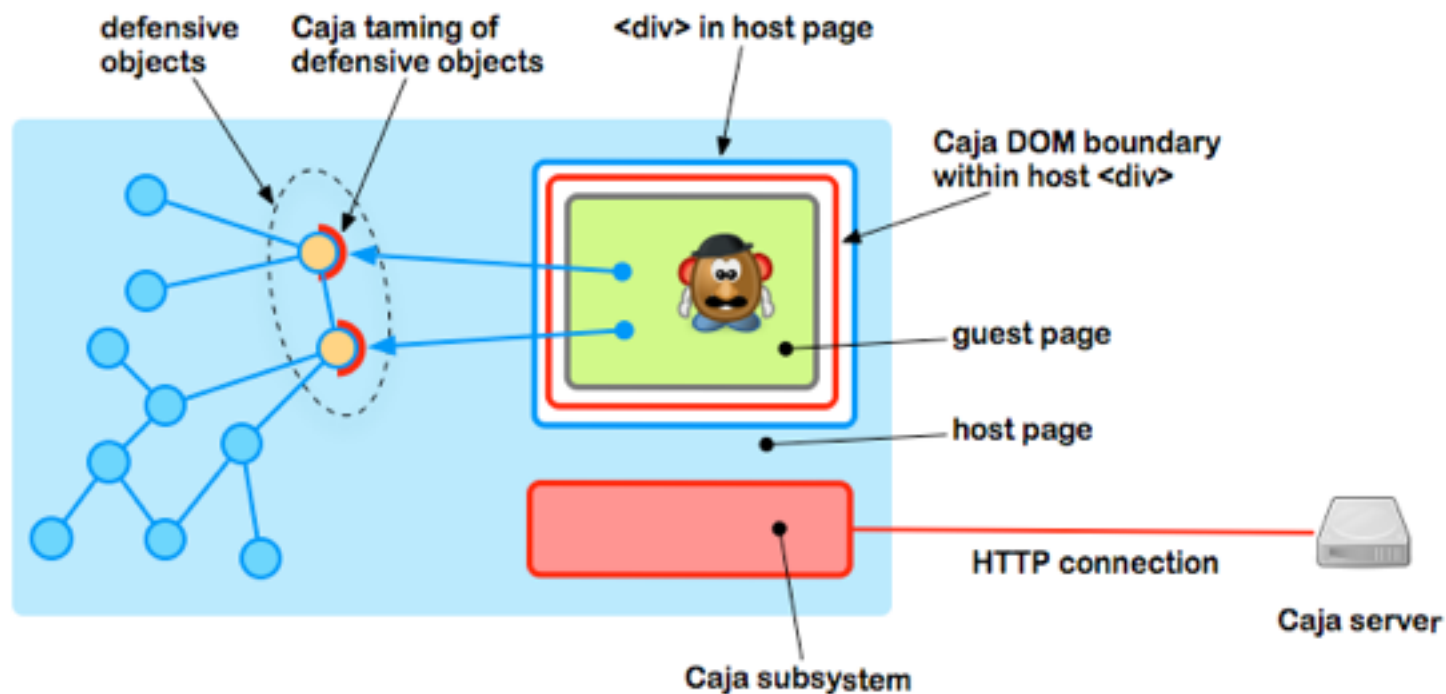 defensive
objects
Caja taming of
defensive objects
<div> in host page
Caja DOM boundary
within host <div>
guest page
host page
HTTP connection
Caja server
Caja subsystem